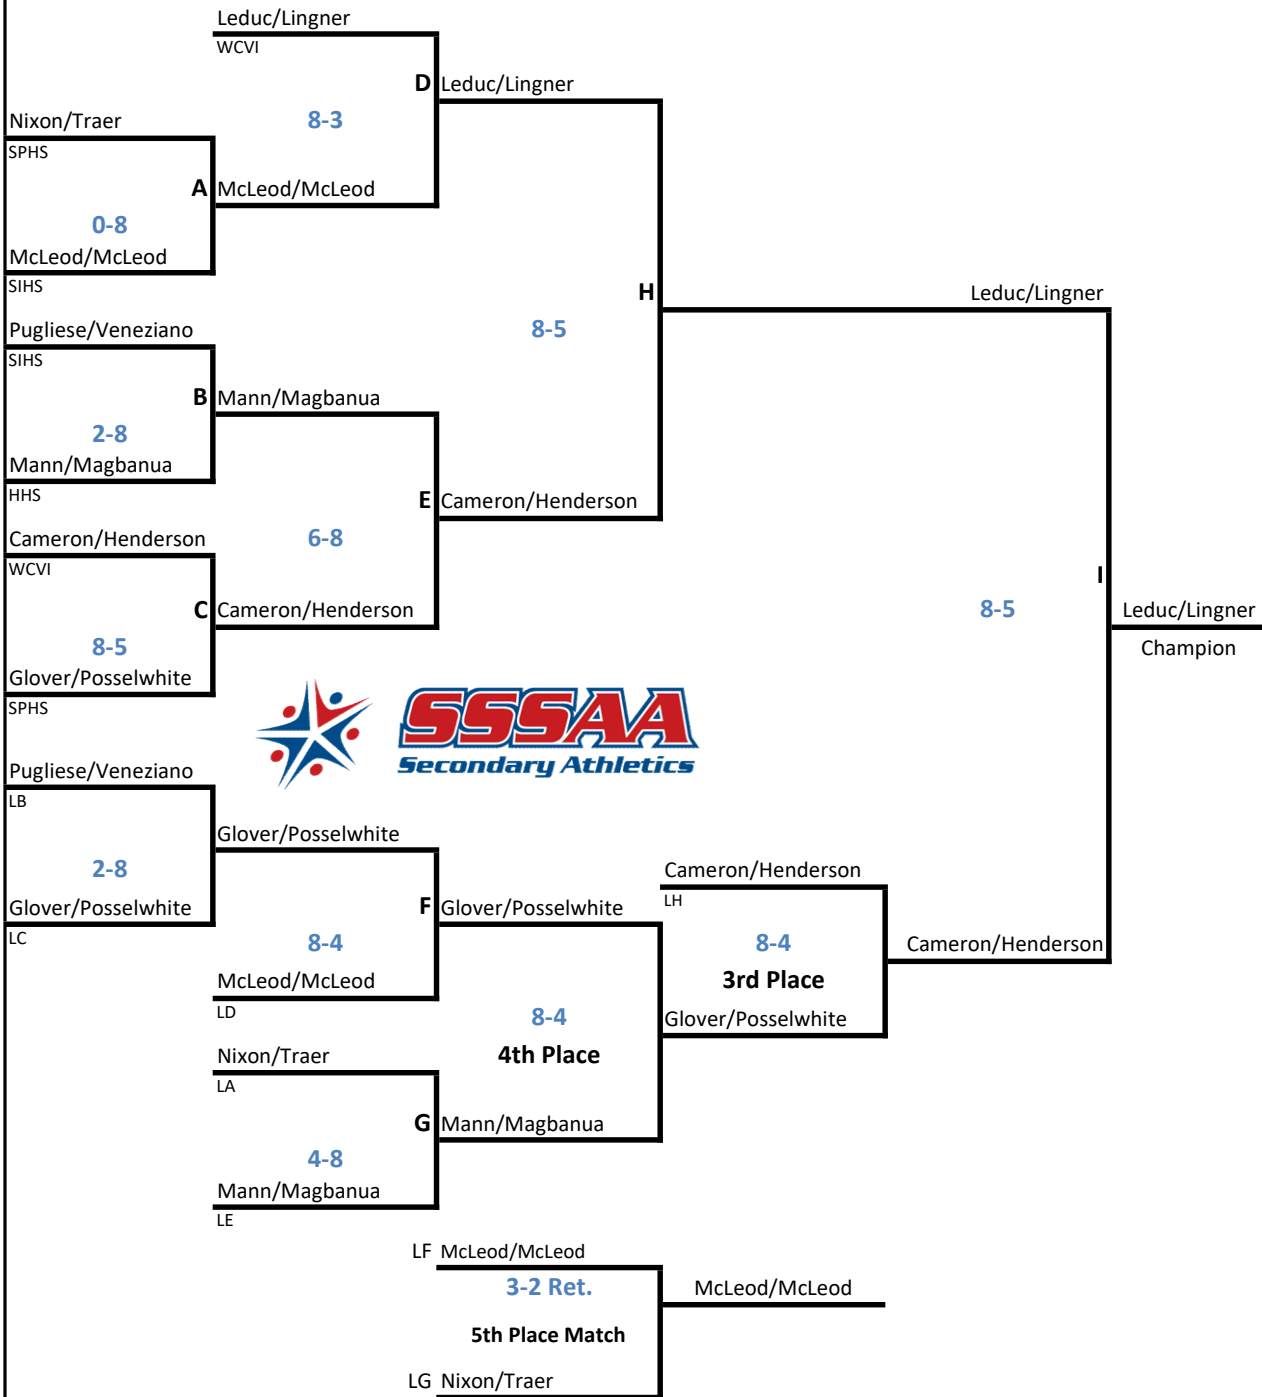 Leduc/Lingner
WCVI
D Leduc/Lingner
Nixon/Traer
8-3
SPHS
A McLeod/McLeod
0-8
McLeod/McLeod
SIHS
H Leduc/Lingner
Pugliese/Veneziano
8-5
SIHS
B Mann/Magbanua
2-8
Mann/Magbanua
HHS
E Cameron/Henderson
Cameron/Henderson
6-8
WCVI
I
C Cameron/Henderson
8-5
Leduc/Lingner
8-5
Champion
Glover/Posselwhite
SPHS
SSSAA
Secondary Athletics
Pugliese/Veneziano
LB
Glover/Posselwhite
2-8
Cameron/Henderson
LH
Glover/Posselwhite
F Glover/Posselwhite
LC
8-4
8-4
Cameron/Henderson
3rd Place
McLeod/McLeod
LD
8-4
Glover/Posselwhite
4th Place
Nixon/Traer
LA
G Mann/Magbanua
4-8
Mann/Magbanua
LE
LF McLeod/McLeod
3-2 Ret.
McLeod/McLeod
5th Place Match
LG Nixon/Traer